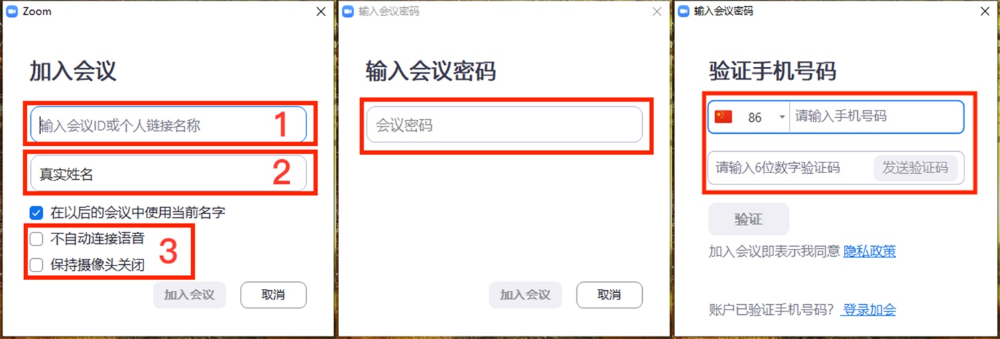 Zoom
加入会议
输入会议ID或个人链接名称
1
真实姓名
2
在以后的会议中使用当前名字
不自动连接语音
3
保持摄像头关闭
加入会议
取消
输入会议密码
输入会议密码
会议密码
加入会议
取消
输入会议密码
验证手机号码
86
请输入手机号码
请输入6位数字验证码
发送验证码
验证
加入会议即表示我同意 隐私政策
账户已验证手机号码? 登录加会